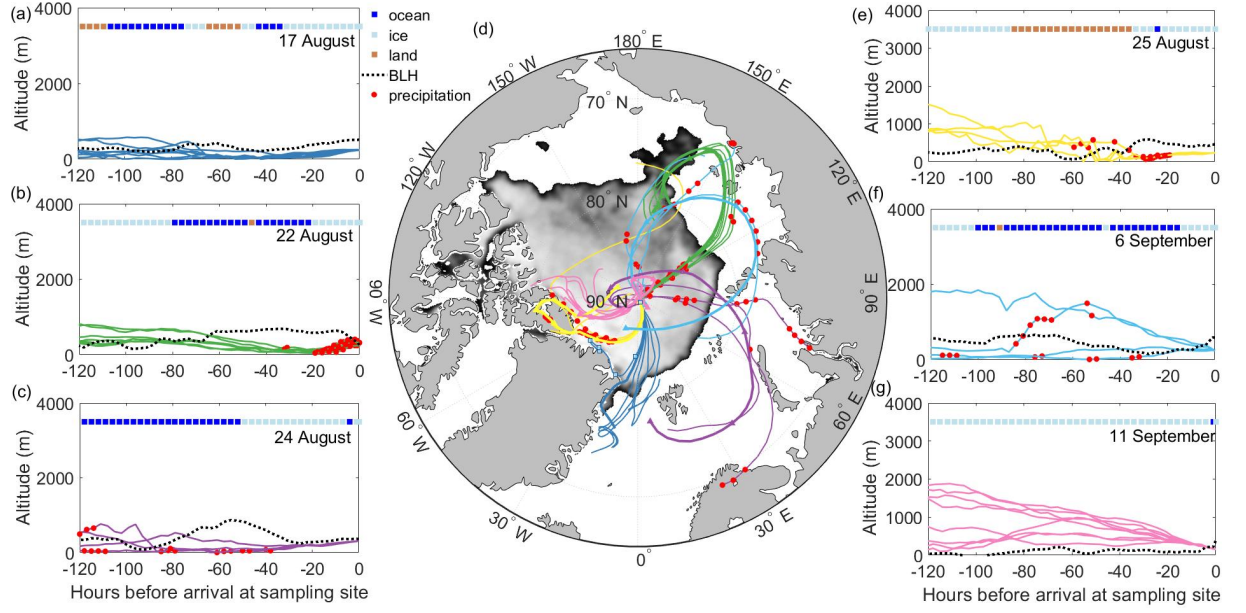 (a)
4000
2000
0
Altitude (m)
17 August
-120 -100 -80 -60 -40 -20 0
ocean
ice
land
BLH
precipitation
(b)
4000
2000
0
Altitude (m)
22 August
-120 -100 -80 -60 -40 -20 0
(c)
4000
2000
0
Altitude (m)
24 August
-120 -100 -80 -60 -40 -20 0
Hours before arrival at sampling site
(d)
180° E
150° W
150° E
120° W
120° E
90° W
90° E
60° W
60° E
30° W
30° E
0°
70° N
80° N
90° N
(e)
4000
3000
2000
1000
0
Altitude (m)
25 August
-120 -100 -80 -60 -40 -20 0
(f)
4000
2000
0
Altitude (m)
6 September
-120 -100 -80 -60 -40 -20 0
(g)
4000
3000
2000
1000
0
Altitude (m)
11 September
-120 -100 -80 -60 -40 -20 0
Hours before arrival at sampling site